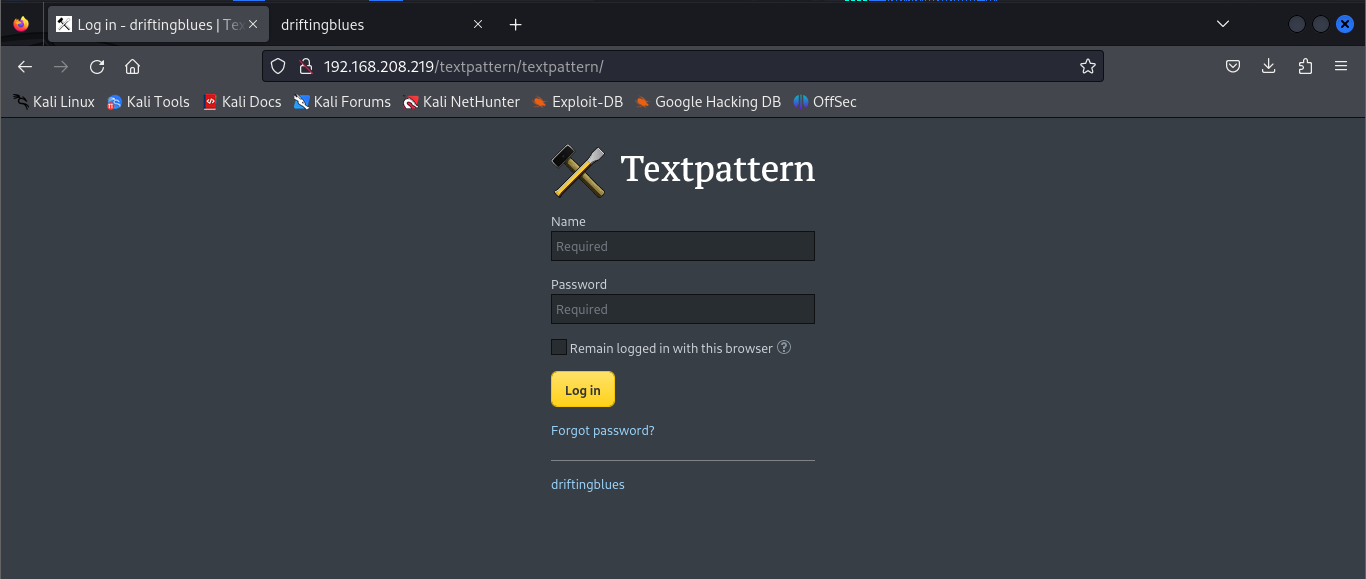 Log in - driftingblues | Tex
driftingblues
192.168.208.219/textpattern/textpattern/
Kali Linux Kali Tools Kali Docs Kali Forums Kali NetHunter Exploit-DB Google Hacking DB OffSec
Textpattern
Name
Required
Password
Required
Remain logged in with this browser ?
Log in
Forgot password?
driftingblues